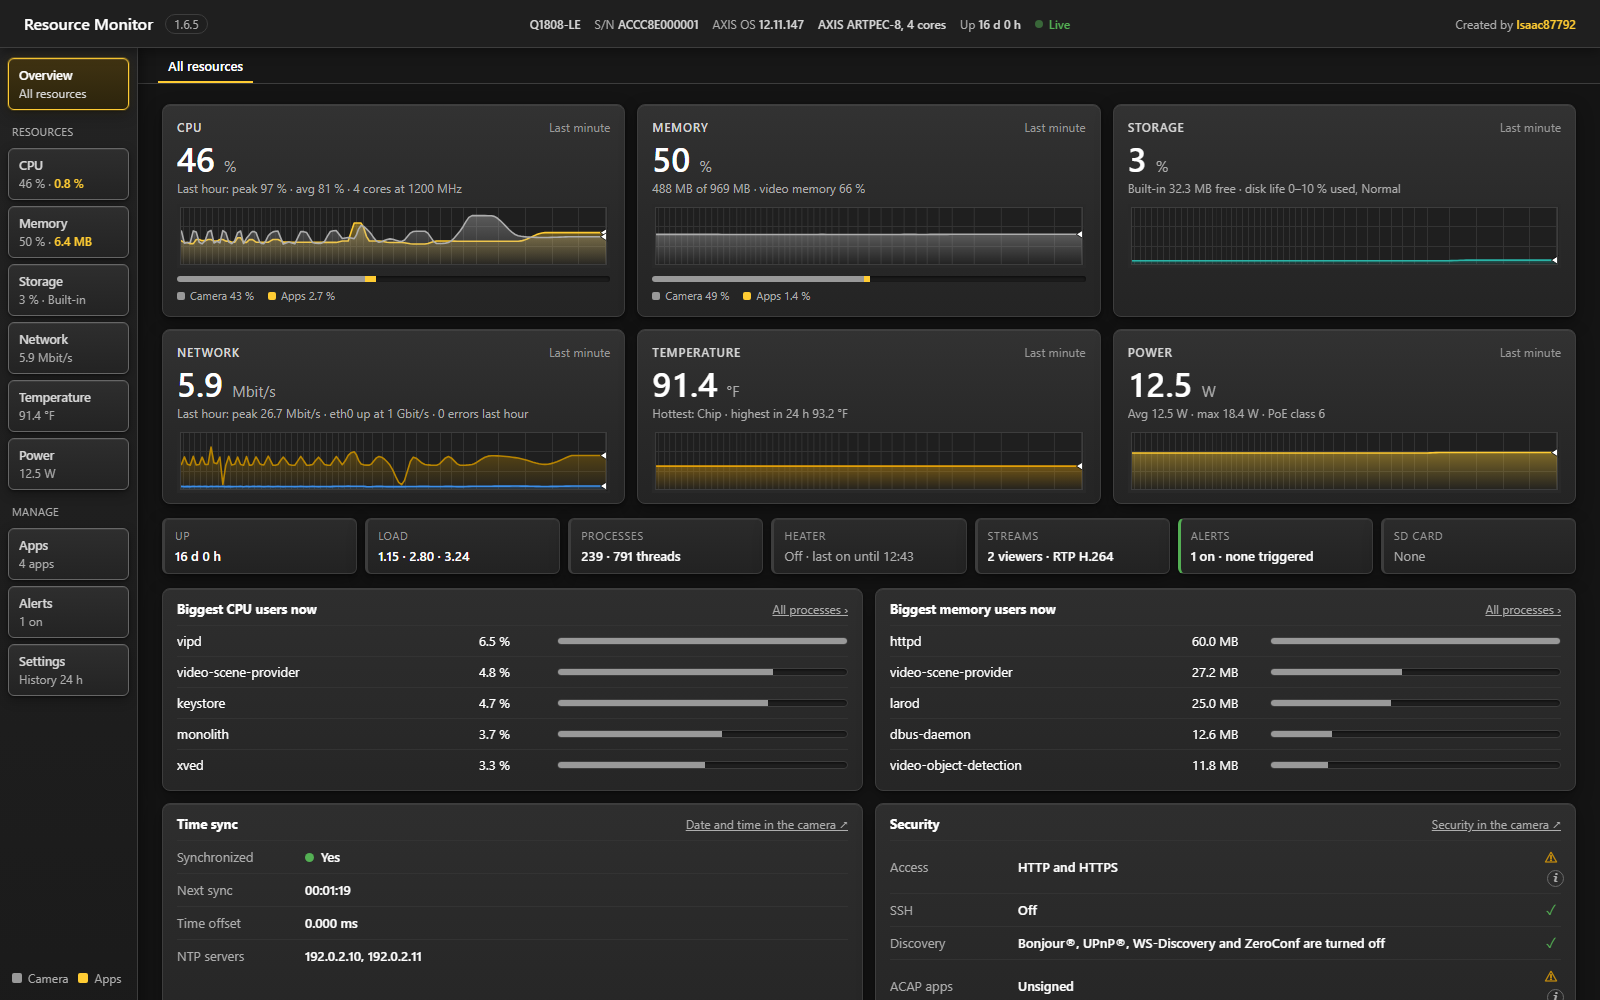 Resource Monitor 1.6.5
Q1808-LE S/N ACCC8E000001 AXIS OS 12.11.147 AXIS ARTPEC-8, 4 cores Up 16 d 0 h Live
Created by Isaac87792
Overview
All resources
RESOURCES
CPU
46 % · 0.8 %
Memory
50 % · 6.4 MB
Storage
3 % · Built-in
Network
5.9 Mbit/s
Temperature
91.4 °F
Power
12.5 W
MANAGE
Apps
4 apps
Alerts
1 on
Settings
History 24 h
Camera Apps
All resources
CPU Last minute
46 %
Last hour: peak 97 % · avg 81 % · 4 cores at 1200 MHz
Camera 43 % Apps 2.7 %
MEMORY Last minute
50 %
488 MB of 969 MB · video memory 66 %
Camera 49 % Apps 1.4 %
STORAGE Last minute
3 %
Built-in 32.3 MB free · disk life 0–10 % used, Normal
NETWORK Last minute
5.9 Mbit/s
Last hour: peak 26.7 Mbit/s · eth0 up at 1 Gbit/s · 0 errors last hour
TEMPERATURE Last minute
91.4 °F
Hottest: Chip · highest in 24 h 93.2 °F
POWER Last minute
12.5 W
Avg 12.5 W · max 18.4 W · PoE class 6
UP
16 d 0 h
LOAD
1.15 · 2.80 · 3.24
PROCESSES
239 · 791 threads
HEATER
Off · last on until 12:43
STREAMS
2 viewers · RTP H.264
ALERTS
1 on · none triggered
SD CARD
None
Biggest CPU users now All processes ›
vipd 6.5 %
video-scene-provider 4.8 %
keystore 4.7 %
monolith 3.7 %
xved 3.3 %
Biggest memory users now All processes ›
httpd 60.0 MB
video-scene-provider 27.2 MB
larod 25.0 MB
dbus-daemon 12.6 MB
video-object-detection 11.8 MB
Time sync Date and time in the camera ↗
Synchronized Yes
Next sync 00:01:19
Time offset 0.000 ms
NTP servers 192.0.2.10, 192.0.2.11
Security Security in the camera ↗
Access HTTP and HTTPS
SSH Off
Discovery Bonjour®, UPnP®, WS-Discovery and ZeroConf are turned off
ACAP apps Unsigned